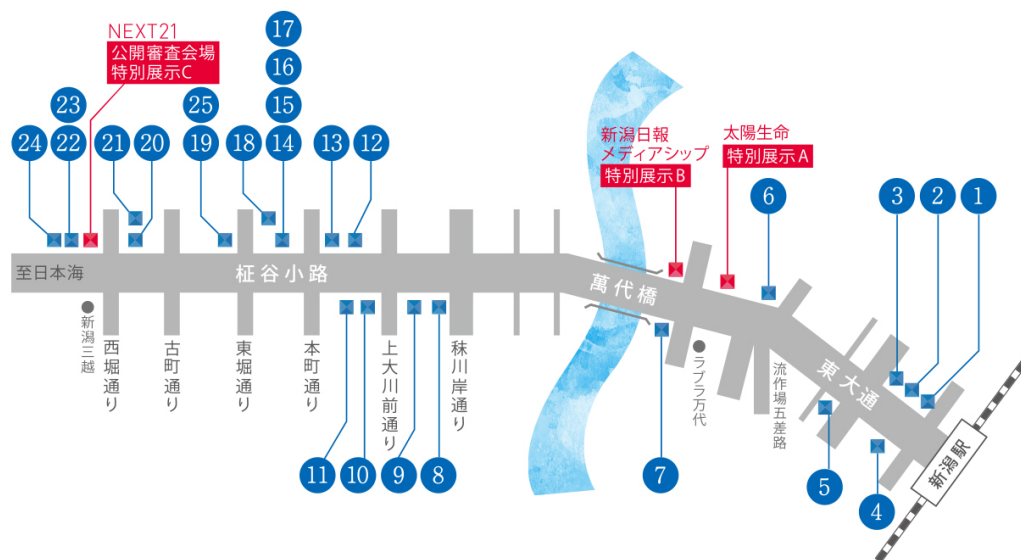 NEXT21
公開審査会場
特別展示C
17
16
23
25
15
24
22
21
20
19
18
14
13
12
新潟日報
メディアシップ
特別展示B
太陽生命
特別展示A
6
3
2
1
至日本海
柾谷小路
萬代橋
東大通
新潟三越
西堀通り
古町通り
東堀通り
本町通り
上大川前通り
秣川岸通り
ラブラ万代
流作場五差路
新潟駅
11
10
9
8
7
5
4